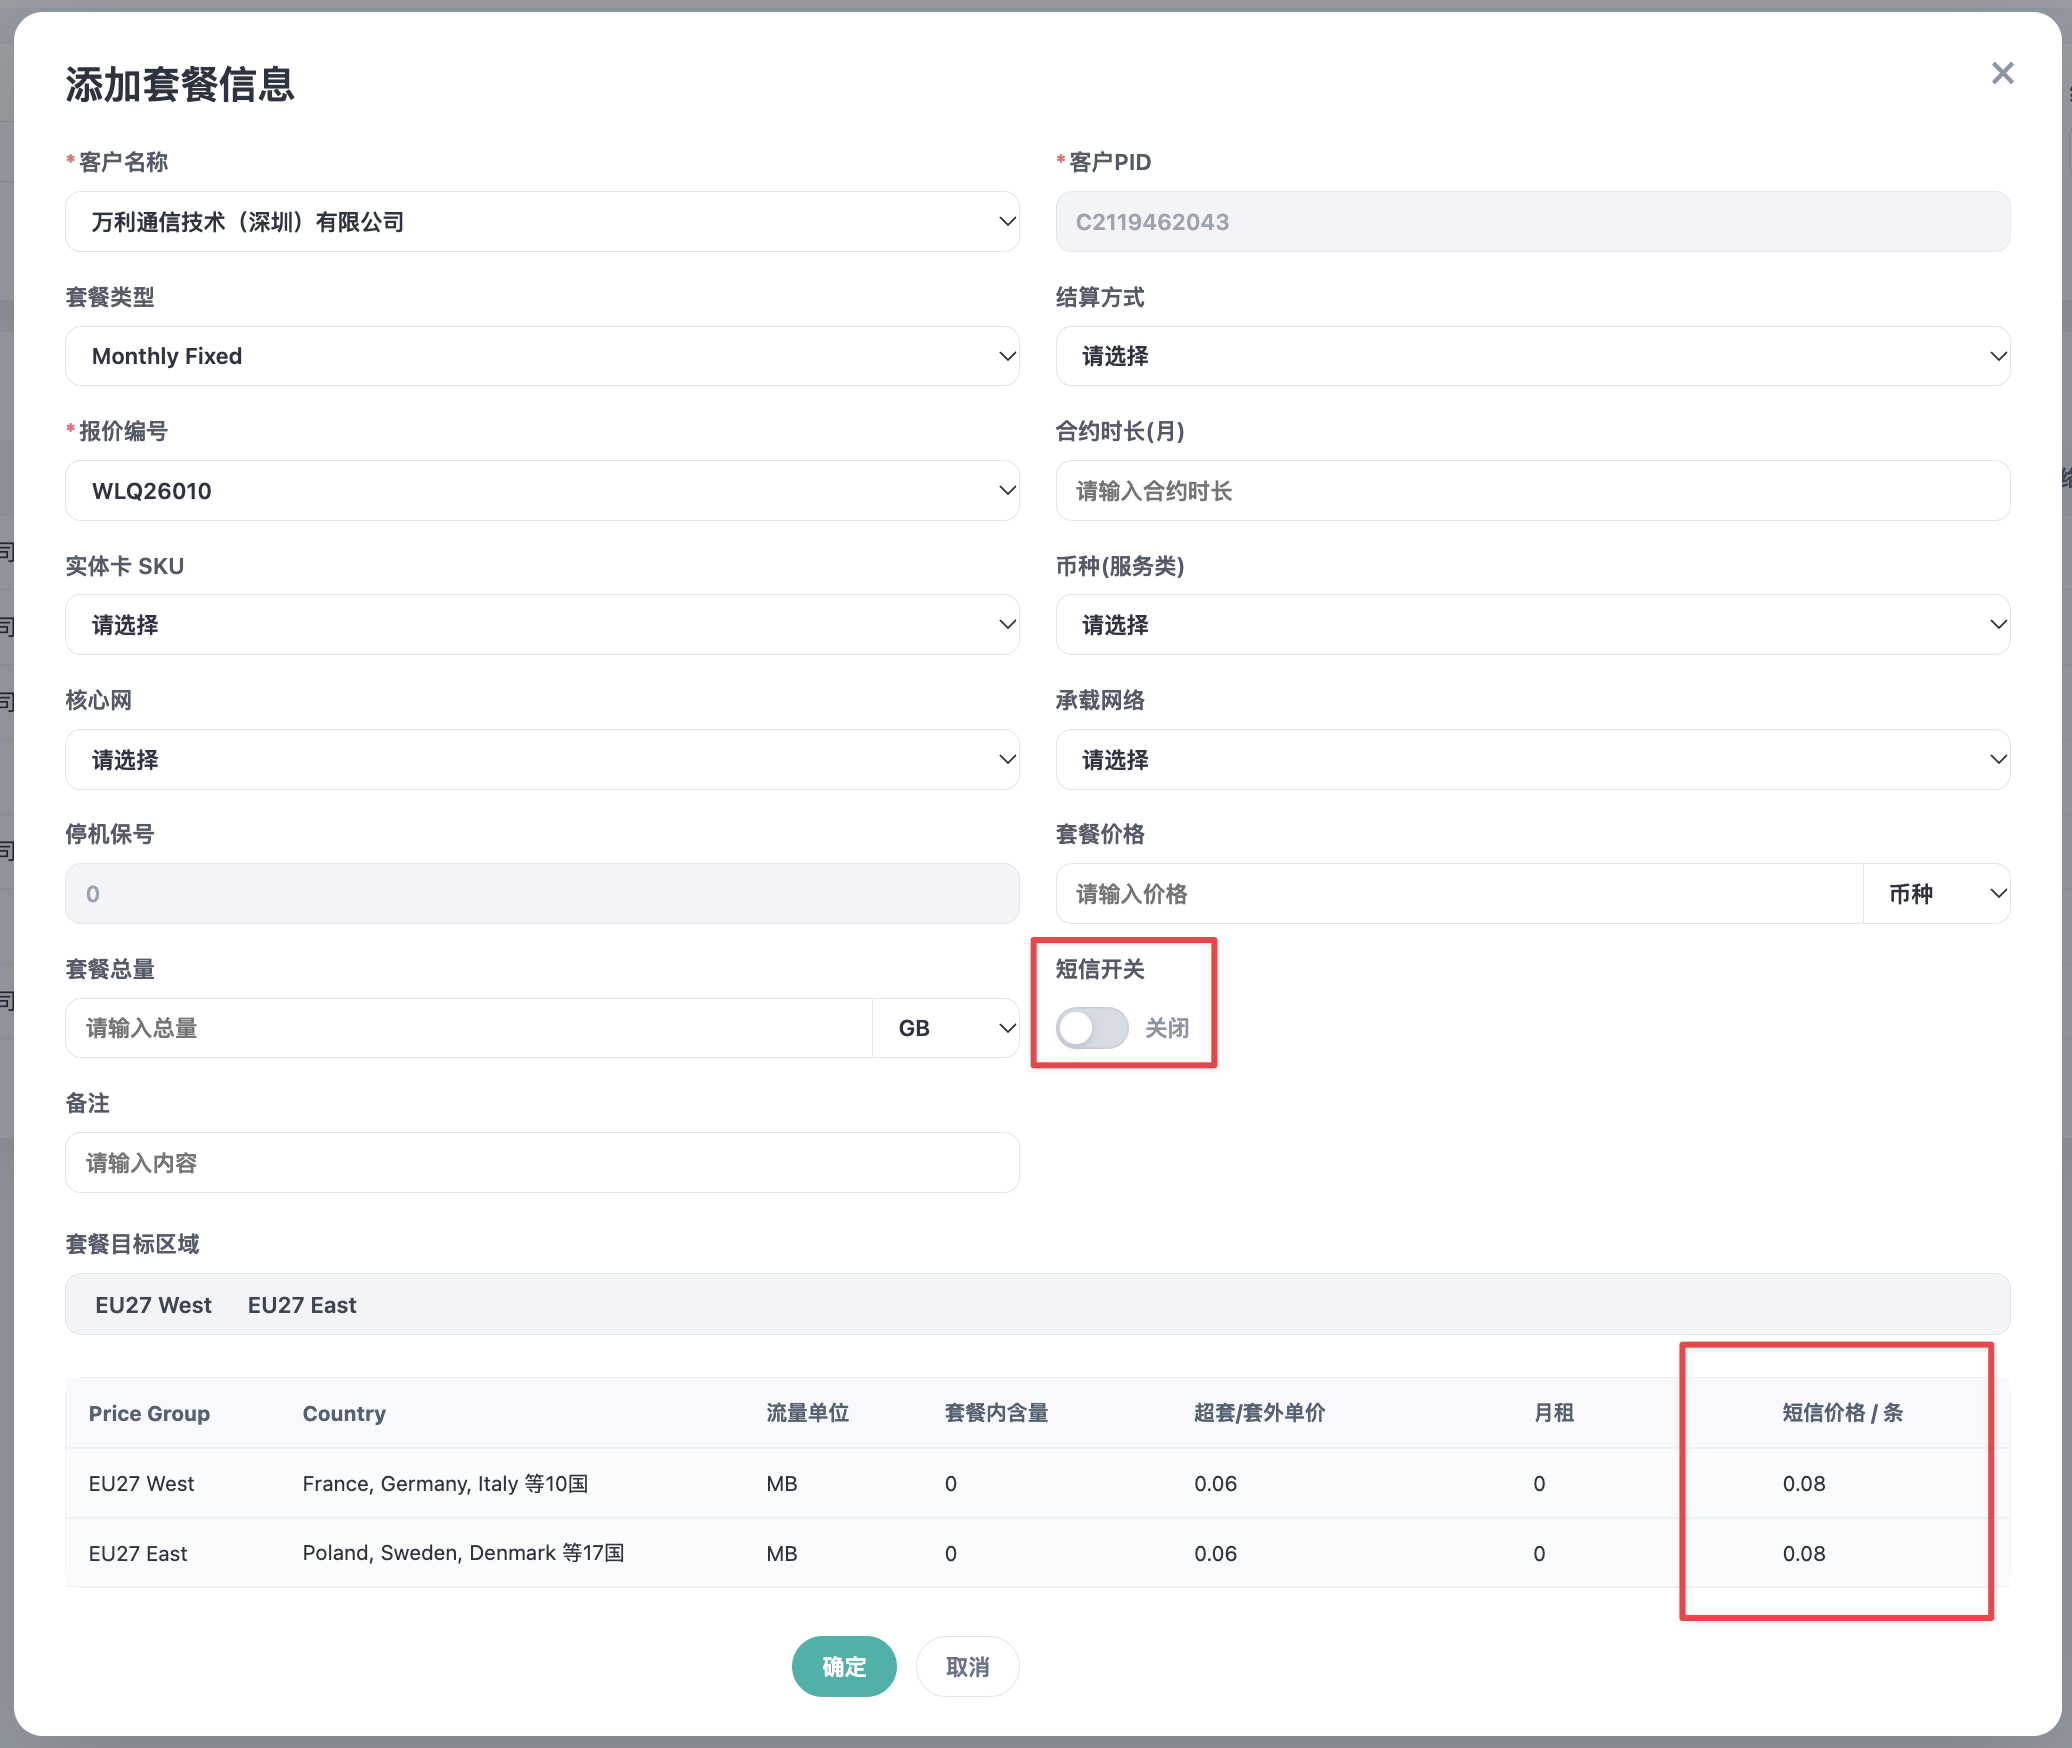 添加套餐信息
*客户名称
*客户PID
万利通信技术（深圳）有限公司
C2119462043
套餐类型
结算方式
Monthly Fixed
请选择
*报价编号
合约时长(月)
WLQ26010
请输入合约时长
实体卡 SKU
币种(服务类)
请选择
请选择
核心网
承载网络
请选择
请选择
停机保号
套餐价格
0
请输入价格
币种
套餐总量
短信开关
请输入总量
GB
关闭
备注
请输入内容
套餐目标区域
EU27 West EU27 East
Price Group Country 流量单位 套餐内含量 超套/套外单价 月租 短信价格 / 条
EU27 West France, Germany, Italy 等10国 MB 0 0.06 0 0.08
EU27 East Poland, Sweden, Denmark 等17国 MB 0 0.06 0 0.08
确定 取消
司
司
司
司
司